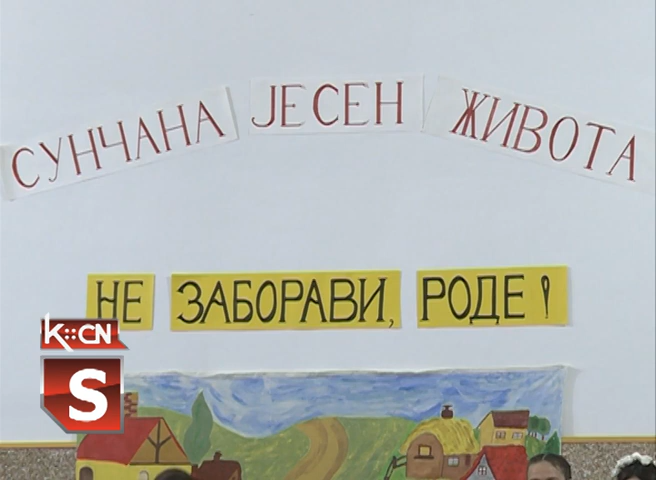 СУНЧАНА ЈЕСЕН ЖИВОТА
НЕ ЗАБОРАВИ, РОДЕ!
K::CN
S